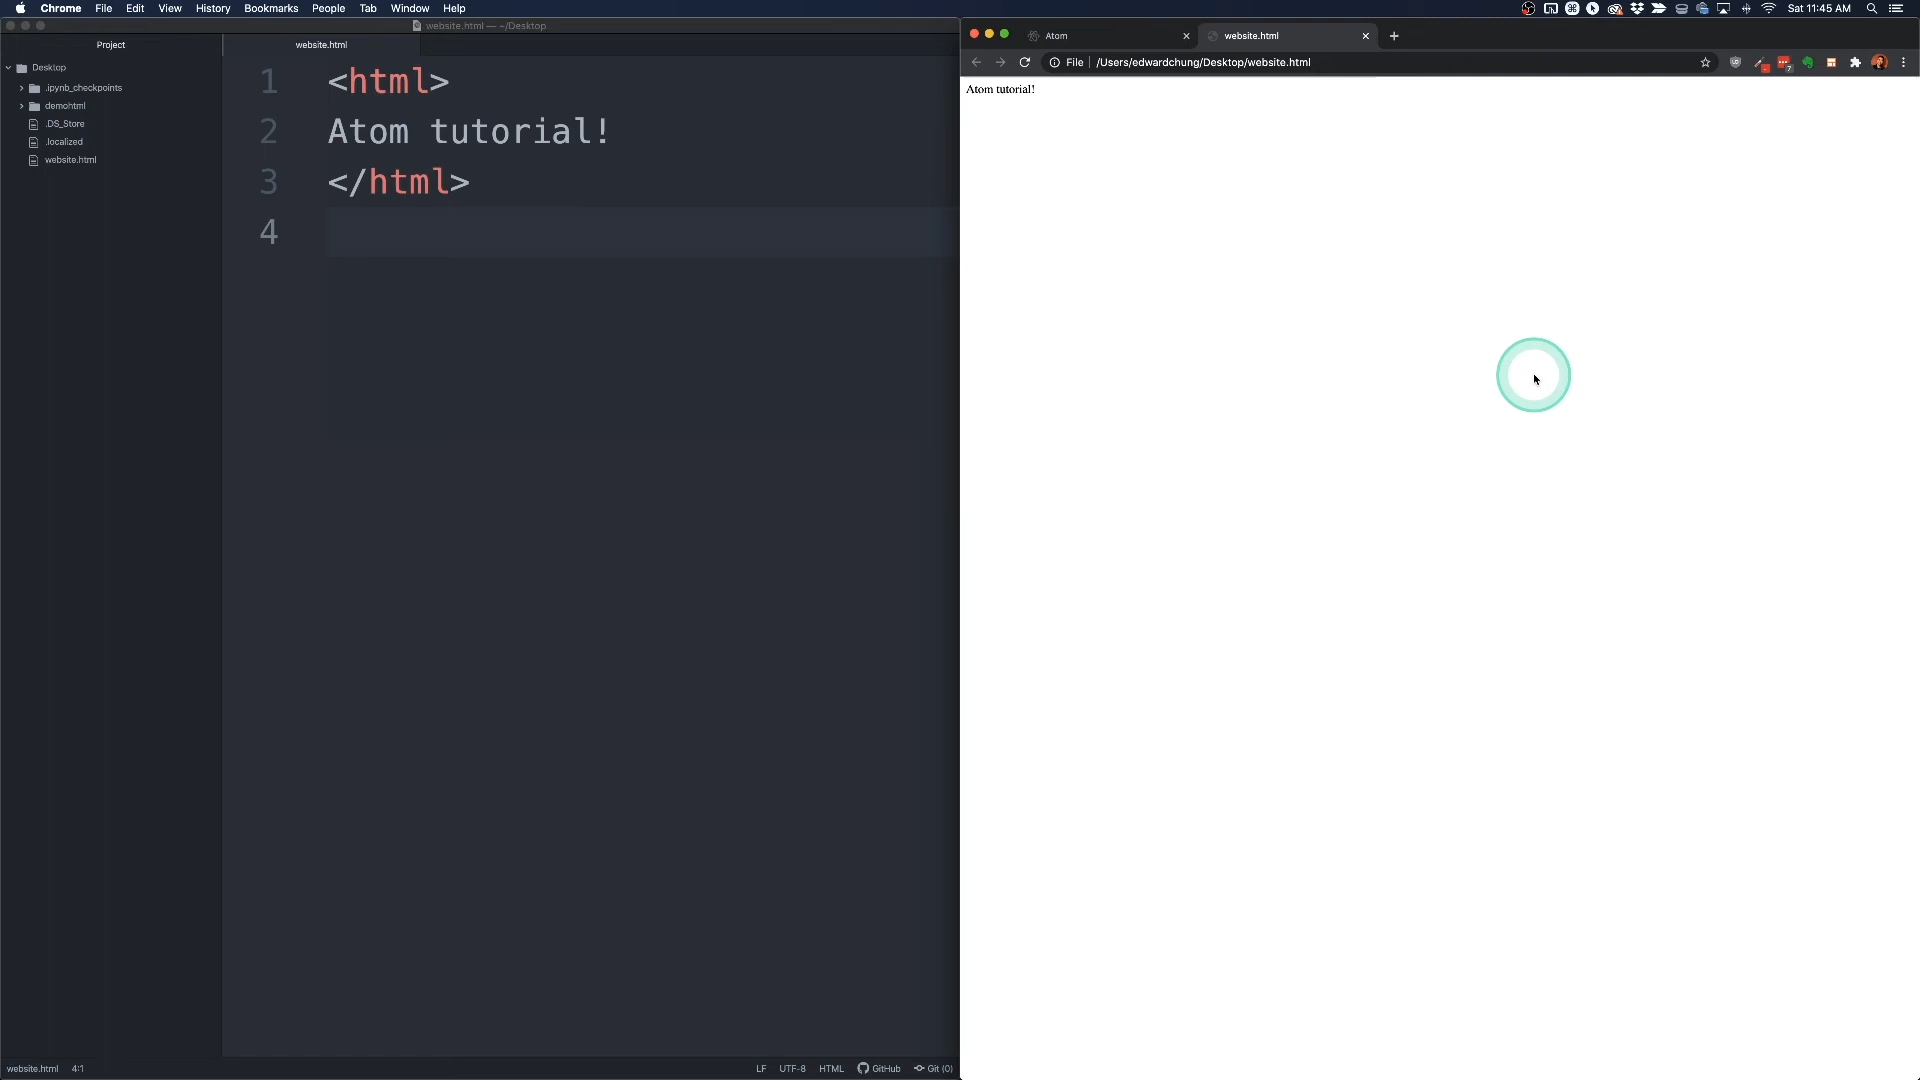 Chrome File Edit View History Bookmarks People Tab Window Help Sat 11:45 AM
website.html — ~/Desktop
Project
website.html
Desktop
.ipynb_checkpoints
demohtml
.DS_Store
.localized
website.html
1 <html>
2 Atom tutorial!
3 </html>
4
website.html 4:1 LF UTF-8 HTML GitHub Git (0)
Atom website.html
File /Users/edwardchung/Desktop/website.html
Atom tutorial!